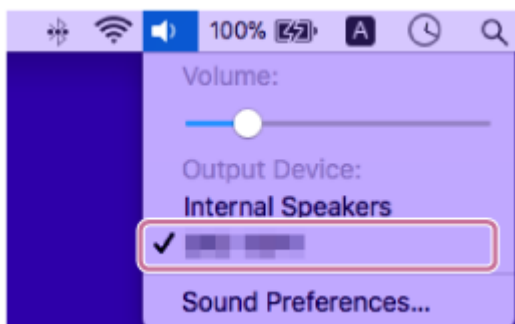 100% A
Volume:
Output Device:
Internal Speakers
Sound Preferences...